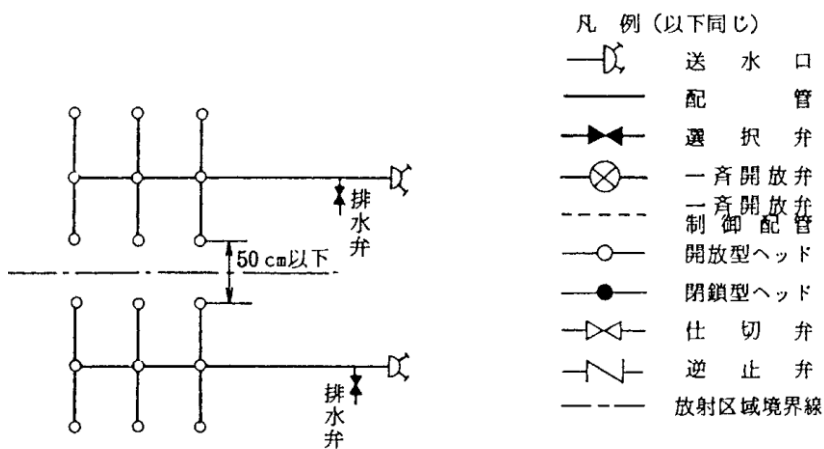 凡例(以下同じ)
送水口
配管
選択弁
一斉開放弁
一斉開放弁
制御配管
開放型ヘッド
閉鎖型ヘッド
仕切弁
逆止弁
放射区域境界線
排水弁
50cm以下
排水弁